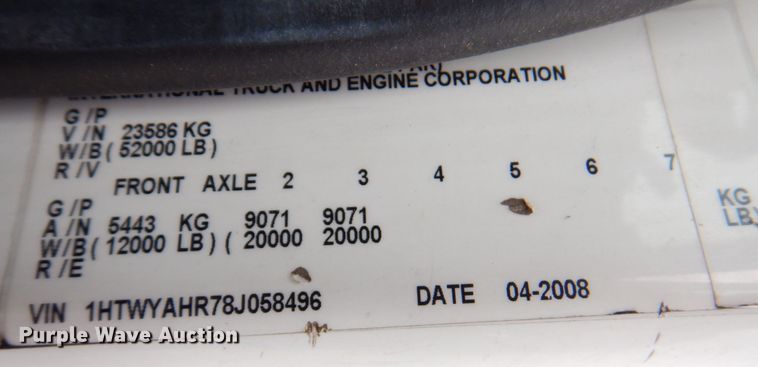 INTERNATIONAL TRUCK AND ENGINE CORPORATION
G/P
V/N 23586 KG
W/B ( 52000 LB )
R/V
FRONT AXLE 2 3 4 5 6 7
G/P
A/N 5443 KG 9071 9071
W/B ( 12000 LB ) ( 20000 20000
R/E
KG
LB)
VIN 1HTWYAHR78J058496 DATE 04-2008
Purple Wave Auction